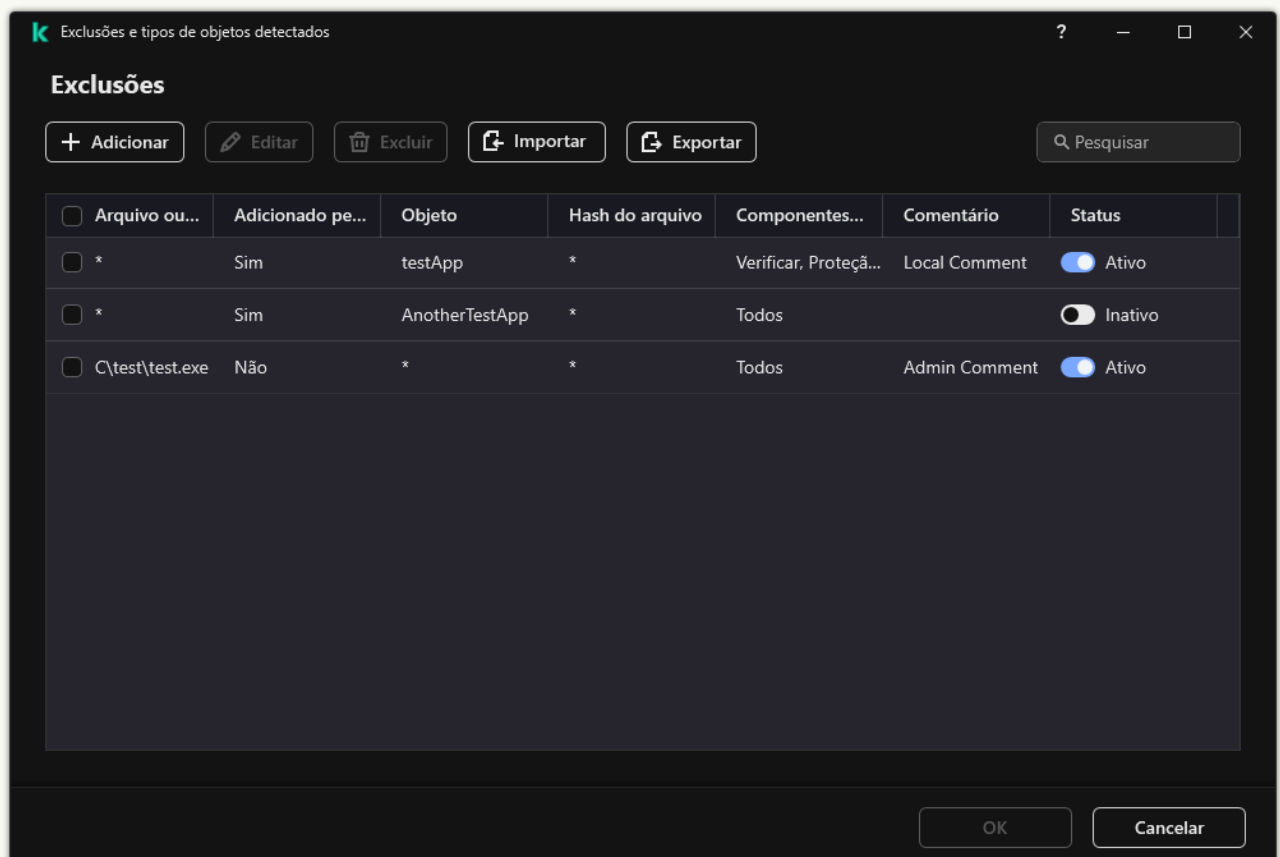 Exclusões e tipos de objetos detectados ?
Exclusões
Adicionar Editar Excluir Importar Exportar Pesquisar
Arquivo ou... Adicionado pe... Objeto Hash do arquivo Componentes... Comentário Status
* Sim testApp * Verificar, Proteçã... Local Comment Ativo
* Sim AnotherTestApp * Todos Inativo
C\test\test.exe Não * * Todos Admin Comment Ativo
OK Cancelar